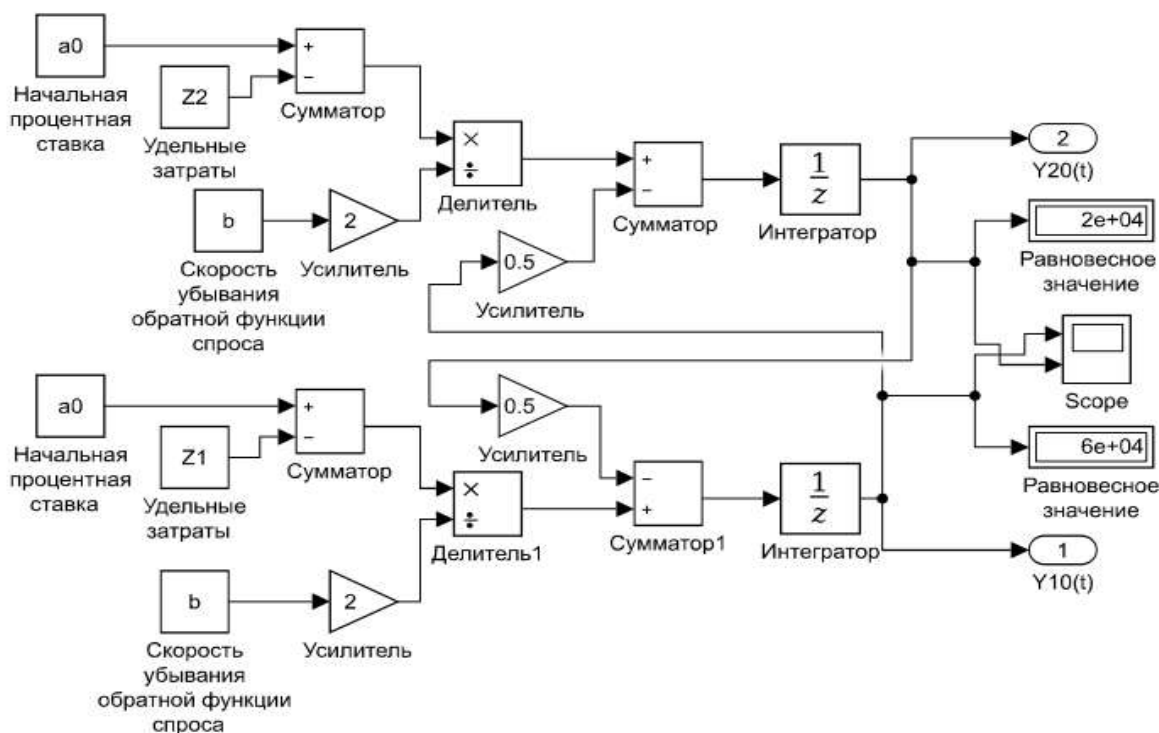 a0
+
−
Начальная
процентная
ставка
Z2
Удельные
затраты
Сумматор
b
Скорость
убывания
обратной функции
спроса
2
Усилитель
×
÷
Делитель
0.5
Усилитель
+
−
Сумматор
1
z
Интегратор
2
Y20(t)
2e+04
Равновесное
значение
Scope
a0
+
−
Начальная
процентная
ставка
Z1
Удельные
затраты
Сумматор
b
Скорость
убывания
обратной функции
спроса
2
Усилитель
×
÷
Делитель1
0.5
Усилитель
−
+
Сумматор1
1
z
Интегратор
6e+04
Равновесное
значение
1
Y10(t)